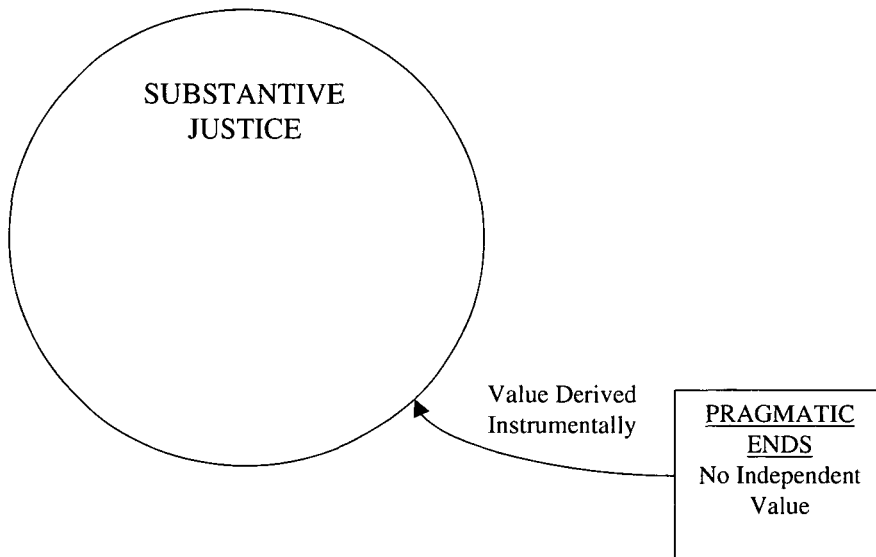 SUBSTANTIVE
JUSTICE
Value Derived
Instrumentally
PRAGMATIC
ENDS
No Independent
Value